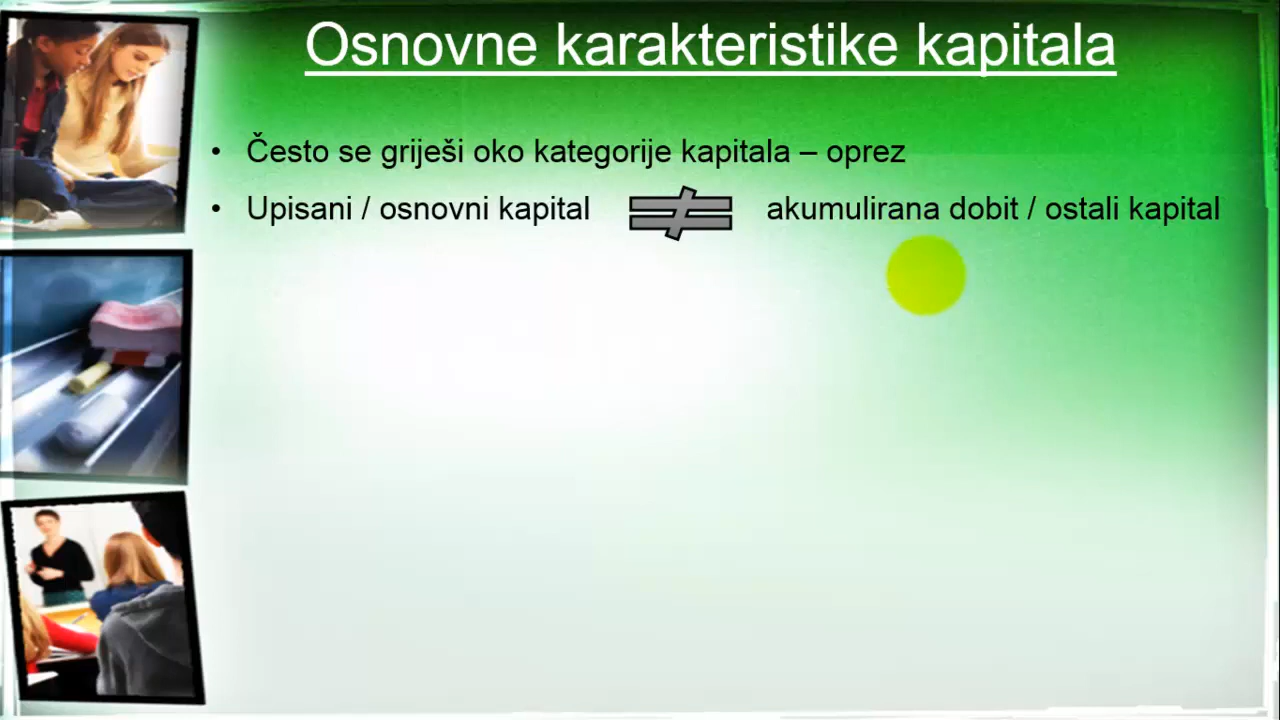 Osnovne karakteristike kapitala
• Često se griješi oko kategorije kapitala – oprez
• Upisani / osnovni kapital ≠ akumulirana dobit / ostali kapital